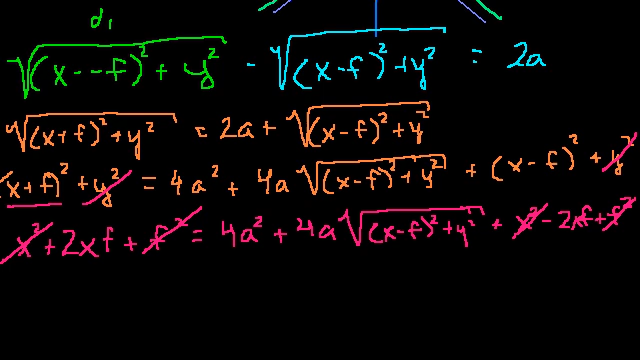 d₁
√((x--f)² + y²) - √((x-f)² + y²) = 2a
√((x+f)² + y²) = 2a + √((x-f)² + y²)
(x+f)² + y² = 4a² + 4a √((x-f)² + y²) + (x-f)² + y²
x² + 2xf + f² = 4a² + 4a √((x-f)² + y²) + x² - 2xf + f²